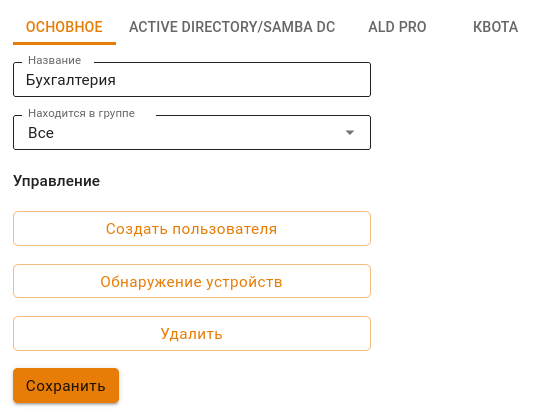 ОСНОВНОЕ ACTIVE DIRECTORY/SAMBA DC ALD PRO КВОТА
Название
Бухгалтерия
Находится в группе
Все
Управление
Создать пользователя
Обнаружение устройств
Удалить
Сохранить